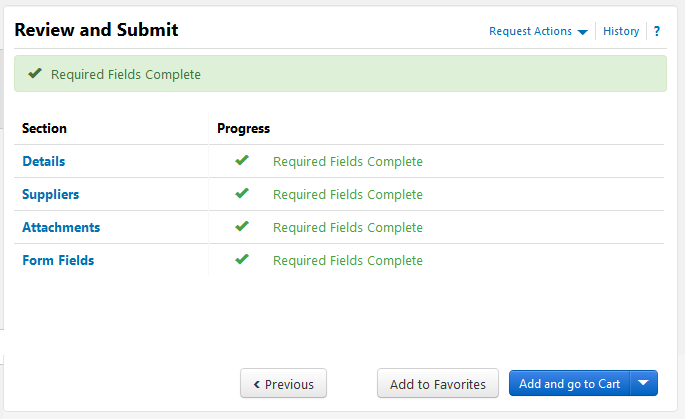 Review and Submit
Request Actions History ?
Required Fields Complete
Section Progress
Details Required Fields Complete
Suppliers Required Fields Complete
Attachments Required Fields Complete
Form Fields Required Fields Complete
Previous Add to Favorites Add and go to Cart